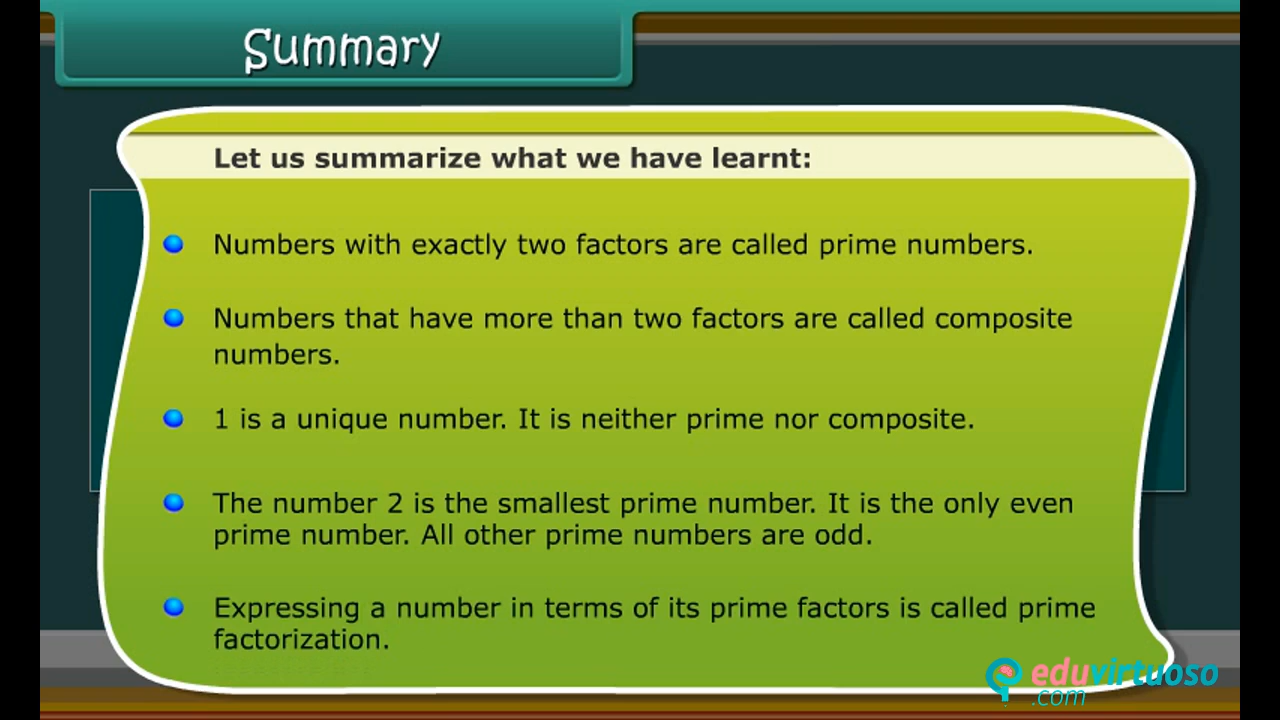 Summary
Let us summarize what we have learnt:
Numbers with exactly two factors are called prime numbers.
Numbers that have more than two factors are called composite
numbers.
1 is a unique number. It is neither prime nor composite.
The number 2 is the smallest prime number. It is the only even
prime number. All other prime numbers are odd.
Expressing a number in terms of its prime factors is called prime
factorization.
eduvirtuoso
.com